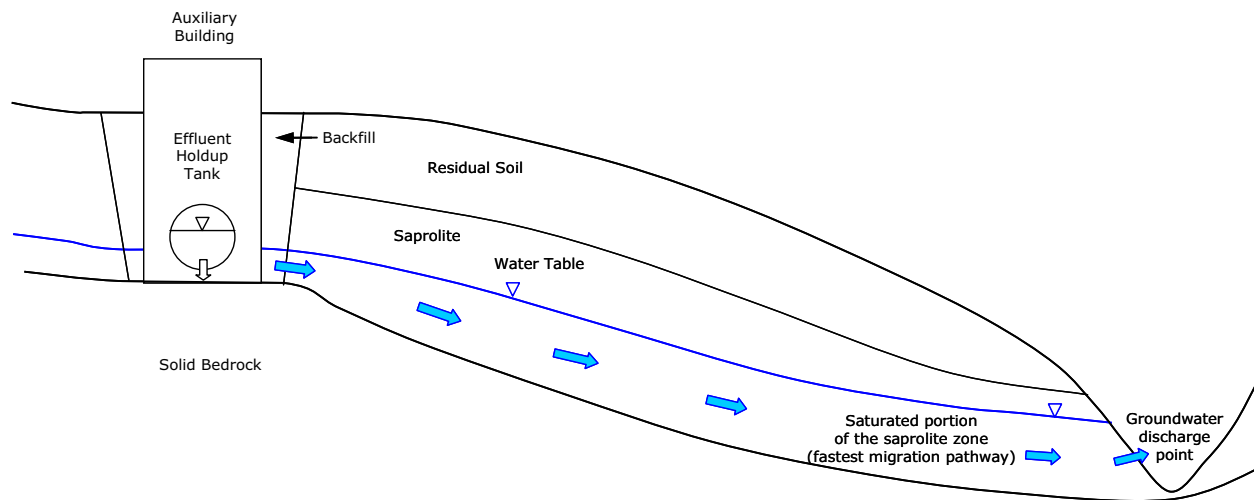 Auxiliary
Building
Effluent
Holdup
Tank
Backfill
Residual Soil
Saprolite
Water Table
Solid Bedrock
Saturated portion
of the saprolite zone
(fastest migration pathway)
Groundwater
discharge
point